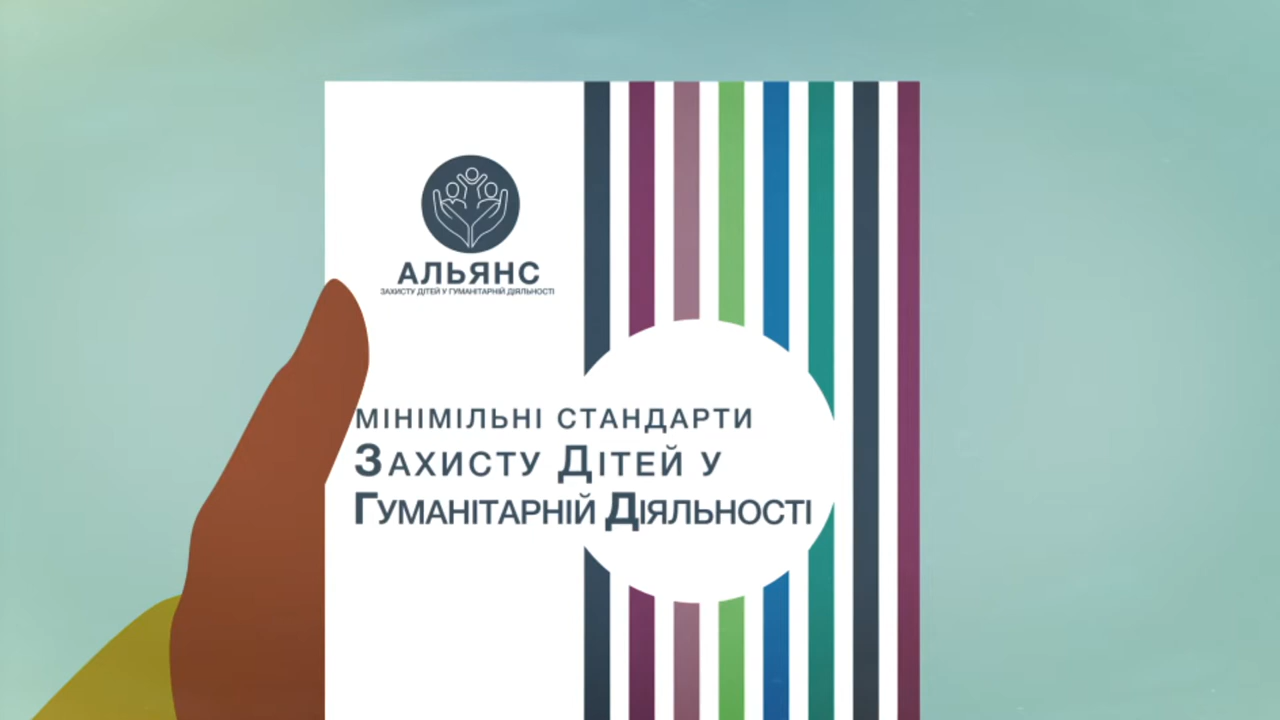 АЛЬЯНС
ЗАХИСТУ ДІТЕЙ У ГУМАНІТАРНІЙ ДІЯЛЬНОСТІ
МІНІМІЛЬНІ СТАНДАРТИ
ЗАХИСТУ ДІТЕЙ У
ГУМАНІТАРНІЙ ДІЯЛЬНОСТІ